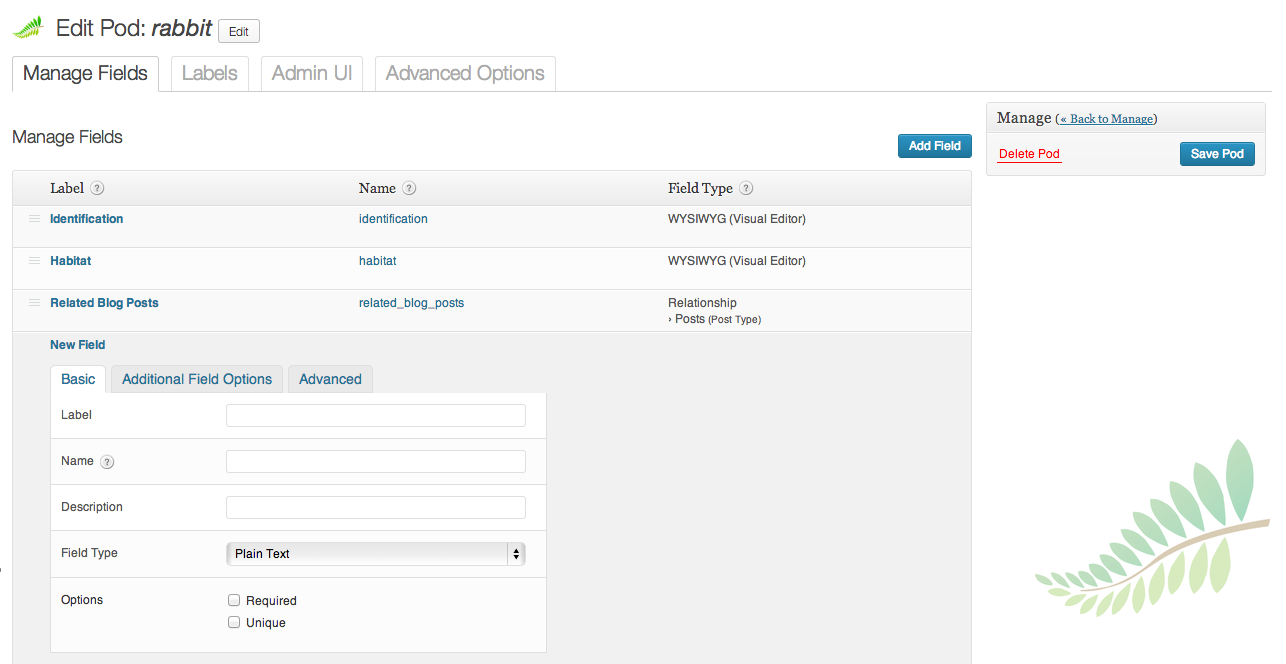 Edit Pod: rabbit Edit
Manage Fields Labels Admin UI Advanced Options
Manage (« Back to Manage)
Manage Fields
Add Field
Delete Pod Save Pod
Label ? Name ? Field Type ?
Identification identification WYSIWYG (Visual Editor)
Habitat habitat WYSIWYG (Visual Editor)
Related Blog Posts related_blog_posts Relationship
› Posts (Post Type)
New Field
Basic Additional Field Options Advanced
Label
Name ?
Description
Field Type Plain Text
Options Required
Unique